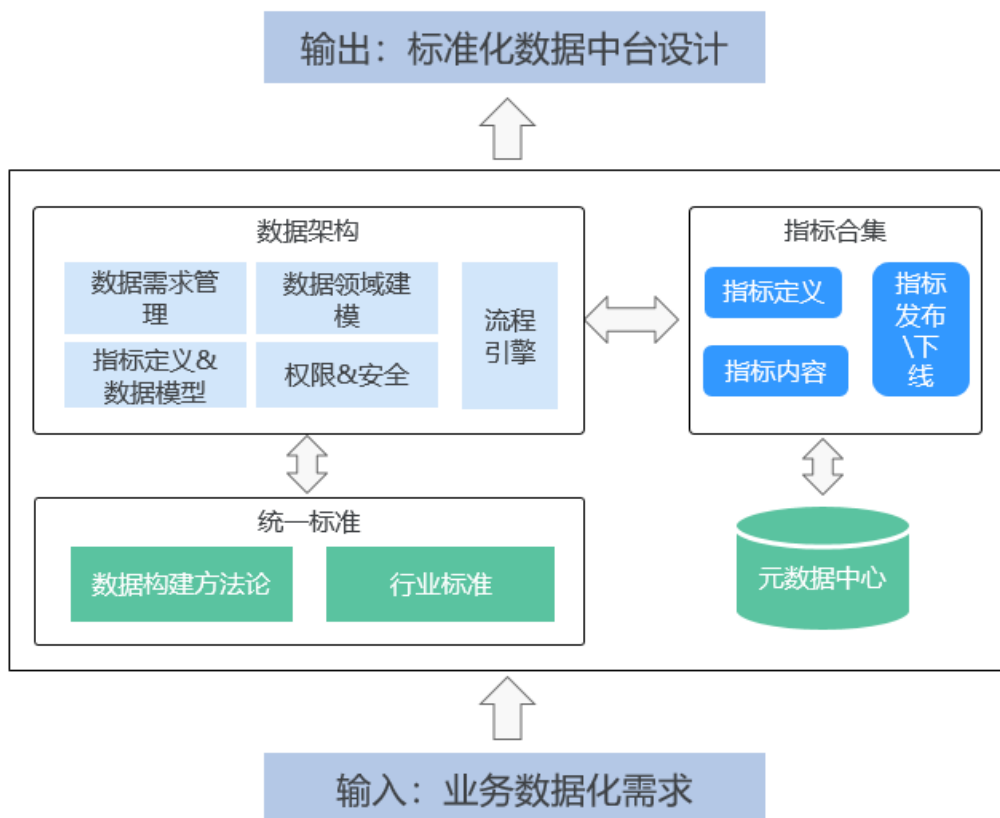 输出：标准化数据中台设计
数据架构
数据需求管
理
数据领域建
模
指标定义&
数据模型
权限&安全
流程
引擎
指标合集
指标定义
指标内容
指标
发布
\下
线
统一标准
数据构建方法论
行业标准
元数据中心
输入：业务数据化需求